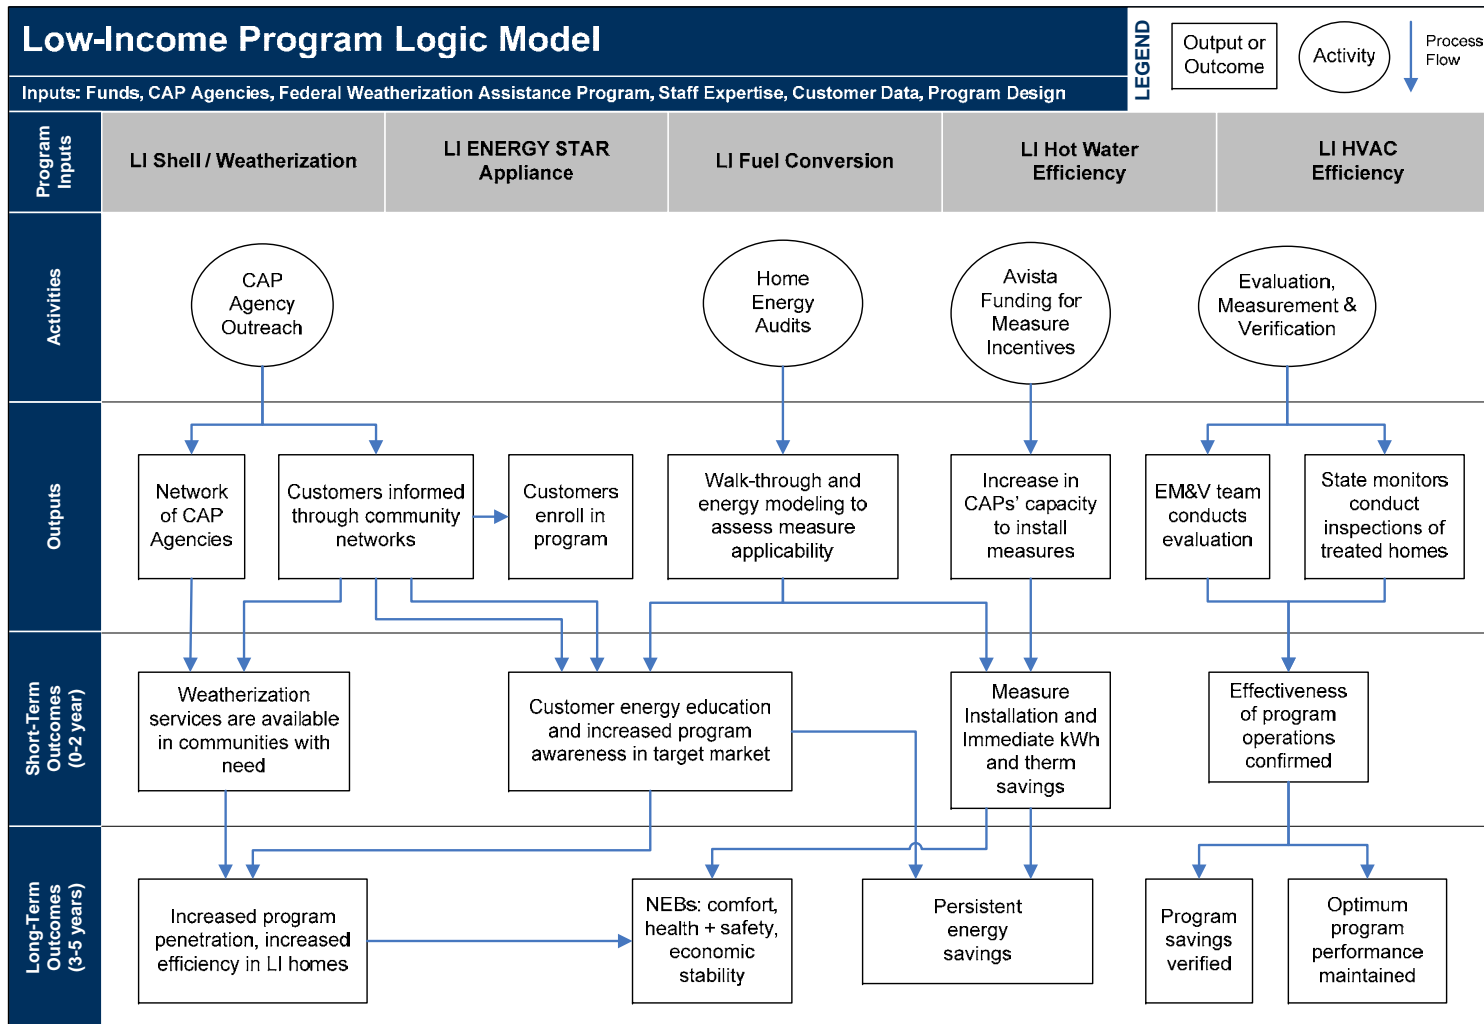 Low-Income Program Logic Model
Inputs: Funds, CAP Agencies, Federal Weatherization Assistance Program, Staff Expertise, Customer Data, Program Design
LEGEND
Output or
Outcome
Activity
Process
Flow
Program
Inputs
LI Shell / Weatherization
LI ENERGY STAR
Appliance
LI Fuel Conversion
LI Hot Water
Efficiency
LI HVAC
Efficiency
Activities
CAP
Agency
Outreach
Home
Energy
Audits
Avista
Funding for
Measure
Incentives
Evaluation,
Measurement &
Verification
Outputs
Network
of CAP
Agencies
Customers informed
through community
networks
Customers
enroll in
program
Walk-through and
energy modeling to
assess measure
applicability
Increase in
CAPs' capacity
to install
measures
EM&V team
conducts
evaluation
State monitors
conduct
inspections of
treated homes
Short-Term
Outcomes
(0-2 year)
Weatherization
services are available
in communities with
need
Customer energy education
and increased program
awareness in target market
Measure
Installation and
Immediate kWh
and therm
savings
Effectiveness
of program
operations
confirmed
Long-Term
Outcomes
(3-5 years)
Increased program
penetration, increased
efficiency in LI homes
NEBs: comfort,
health + safety,
economic
stability
Persistent
energy
savings
Program
savings
verified
Optimum
program
performance
maintained